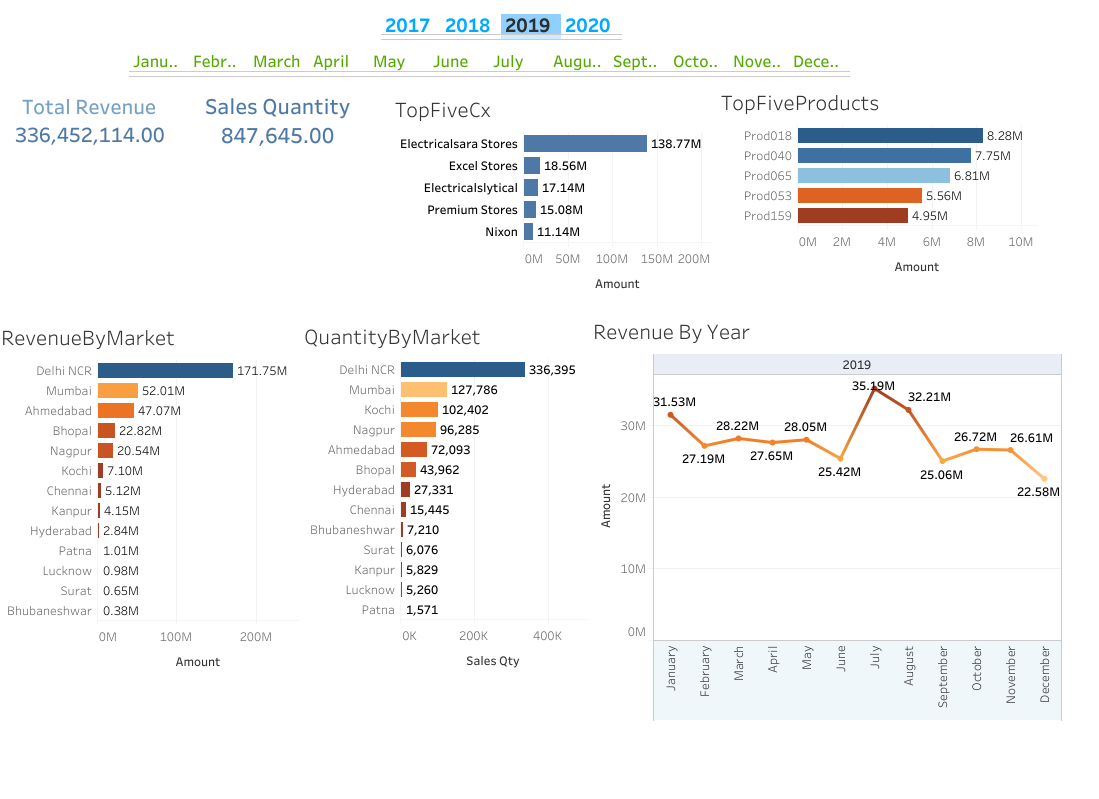 2017 2018 2019 2020
Janu.. Febr.. March April May June July Augu.. Sept.. Octo.. Nove.. Dece..
Total Revenue
336,452,114.00
Sales Quantity
847,645.00
TopFiveCx
Electricalsara Stores 138.77M
Excel Stores 18.56M
Electricalslytical 17.14M
Premium Stores 15.08M
Nixon 11.14M
0M 50M 100M 150M 200M
Amount
TopFiveProducts
Prod018 8.28M
Prod040 7.75M
Prod065 6.81M
Prod053 5.56M
Prod159 4.95M
0M 2M 4M 6M 8M 10M
Amount
RevenueByMarket
Delhi NCR 171.75M
Mumbai 52.01M
Ahmedabad 47.07M
Bhopal 22.82M
Nagpur 20.54M
Kochi 7.10M
Chennai 5.12M
Kanpur 4.15M
Hyderabad 2.84M
Patna 1.01M
Lucknow 0.98M
Surat 0.65M
Bhubaneshwar 0.38M
0M 100M 200M
Amount
QuantityByMarket
Delhi NCR 336,395
Mumbai 127,786
Kochi 102,402
Nagpur 96,285
Ahmedabad 72,093
Bhopal 43,962
Hyderabad 27,331
Chennai 15,445
Bhubaneshwar 7,210
Surat 6,076
Kanpur 5,829
Lucknow 5,260
Patna 1,571
0K 200K 400K
Sales Qty
Revenue By Year
2019
31.53M 27.19M 28.22M 27.65M 28.05M 25.42M 35.19M 32.21M 25.06M 26.72M 26.61M 22.58M
30M
20M
10M
0M
Amount
January February March April May June July August September October November December